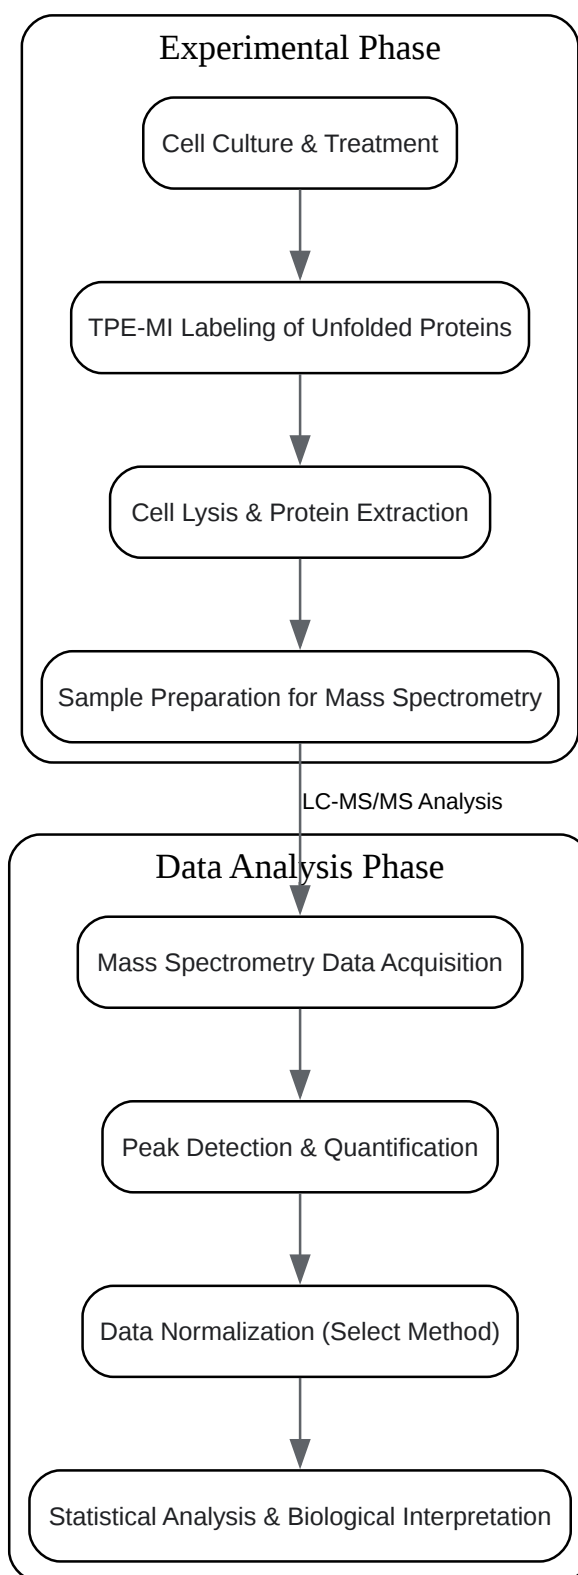 Experimental Phase
Cell Culture & Treatment
TPE-MI Labeling of Unfolded Proteins
Cell Lysis & Protein Extraction
Sample Preparation for Mass Spectrometry
LC-MS/MS Analysis
Data Analysis Phase
Mass Spectrometry Data Acquisition
Peak Detection & Quantification
Data Normalization (Select Method)
Statistical Analysis & Biological Interpretation